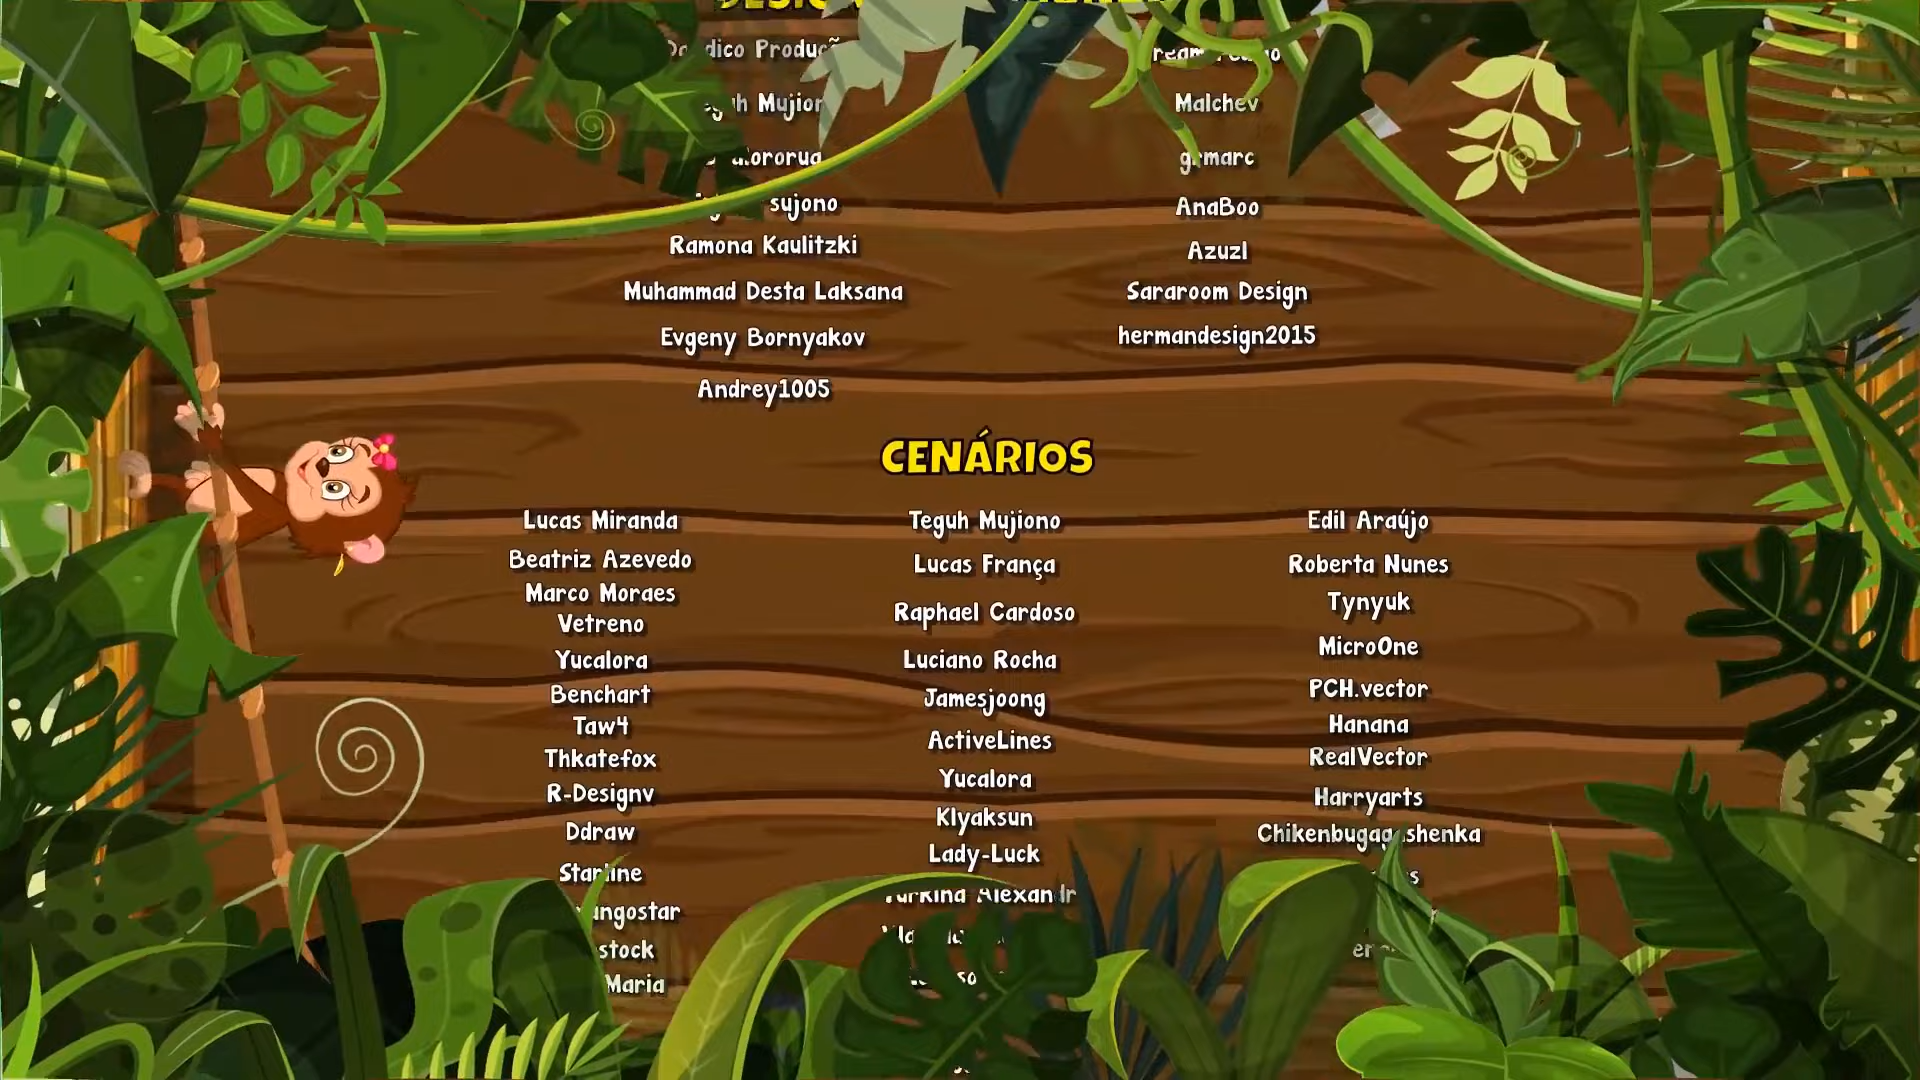 Malchev
sujono
AnaBoo
Ramona Kaulitzki
Azuzl
Muhammad Desta Laksana
Sararoom Design
Evgeny Bornyakov
hermandesign2015
Andrey1005
CENÁRIOS
Lucas Miranda
Beatriz Azevedo
Marco Moraes
Vetreno
Yucalora
Benchart
Taw4
Thkatefox
R-Designv
Ddraw
Starline
stock
Maria
Teguh Mujiono
Lucas França
Raphael Cardoso
Luciano Rocha
Jamesjoong
ActiveLines
Yucalora
Klyaksun
Lady-Luck
Edil Araújo
Roberta Nunes
Tynyuk
MicroOne
PCH.vector
Hanana
RealVector
Harryarts